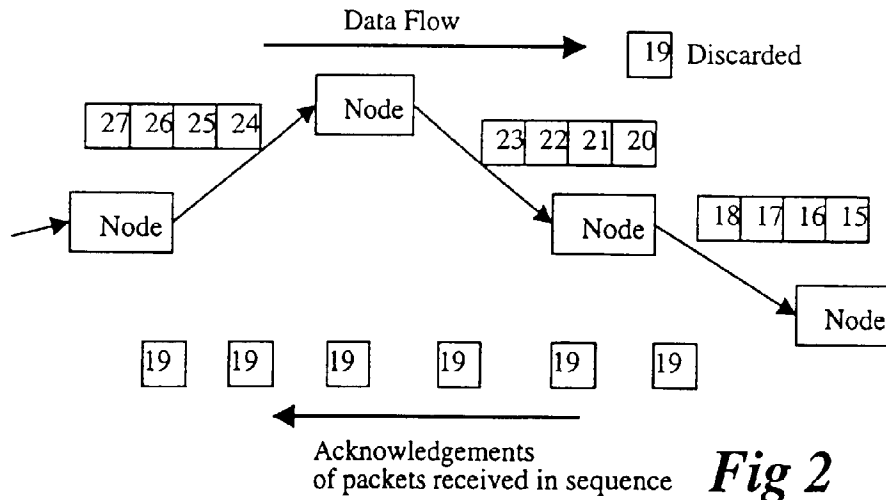 Data Flow
19 Discarded
Node
27 26 25 24
23 22 21 20
Node
Node
18 17 16 15
Node
19 19 19 19 19 19
Acknowledgements
of packets received in sequence
Fig 2